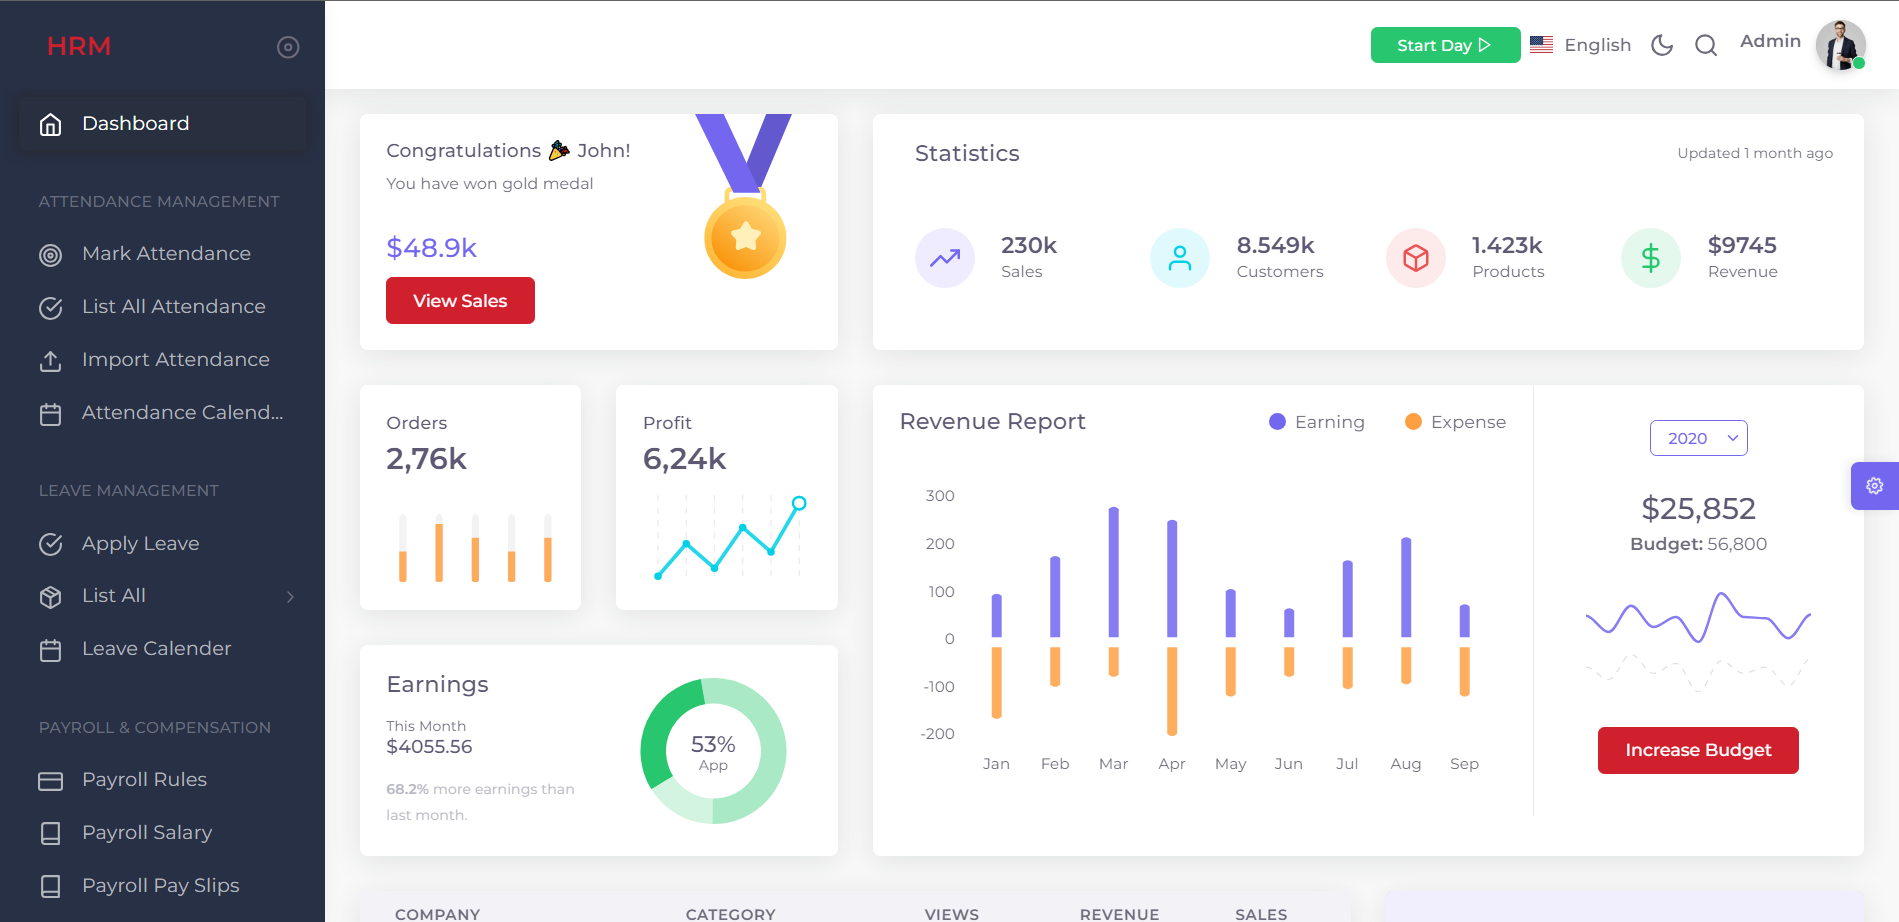 HRM
Dashboard
ATTENDANCE MANAGEMENT
Mark Attendance
List All Attendance
Import Attendance
Attendance Calend...
LEAVE MANAGEMENT
Apply Leave
List All
Leave Calender
PAYROLL & COMPENSATION
Payroll Rules
Payroll Salary
Payroll Pay Slips
Start Day
English
Admin
Congratulations 🎉 John!
You have won gold medal
$48.9k
View Sales
Statistics
Updated 1 month ago
230k
Sales
8.549k
Customers
1.423k
Products
$9745
Revenue
Orders
2,76k
Profit
6,24k
Earnings
This Month
$4055.56
68.2% more earnings than
last month.
53%
App
Revenue Report
Earning
Expense
300
200
100
0
-100
-200
Jan Feb Mar Apr May Jun Jul Aug Sep
2020
$25,852
Budget: 56,800
Increase Budget
COMPANY CATEGORY VIEWS REVENUE SALES